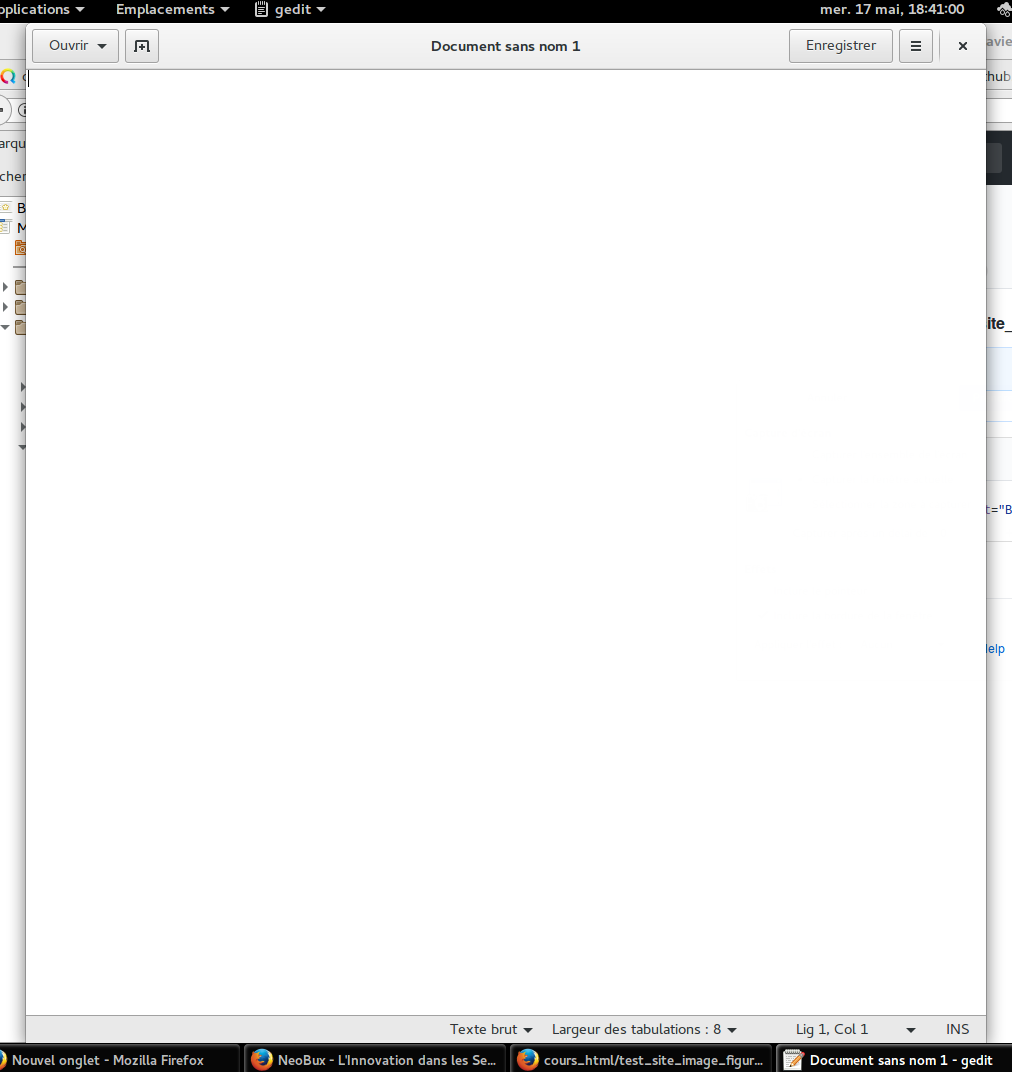 pplications Emplacements gedit mer. 17 mai, 18:41:00
Ouvrir Document sans nom 1 Enregistrer
avie
hub
arqu
cher
B
M
ite_
t="B
elp
Texte brut Largeur des tabulations : 8 Lig 1, Col 1 INS
Nouvel onglet - Mozilla Firefox NeoBux - L'Innovation dans les Se... cours_html/test_site_image_figur... Document sans nom 1 - gedit